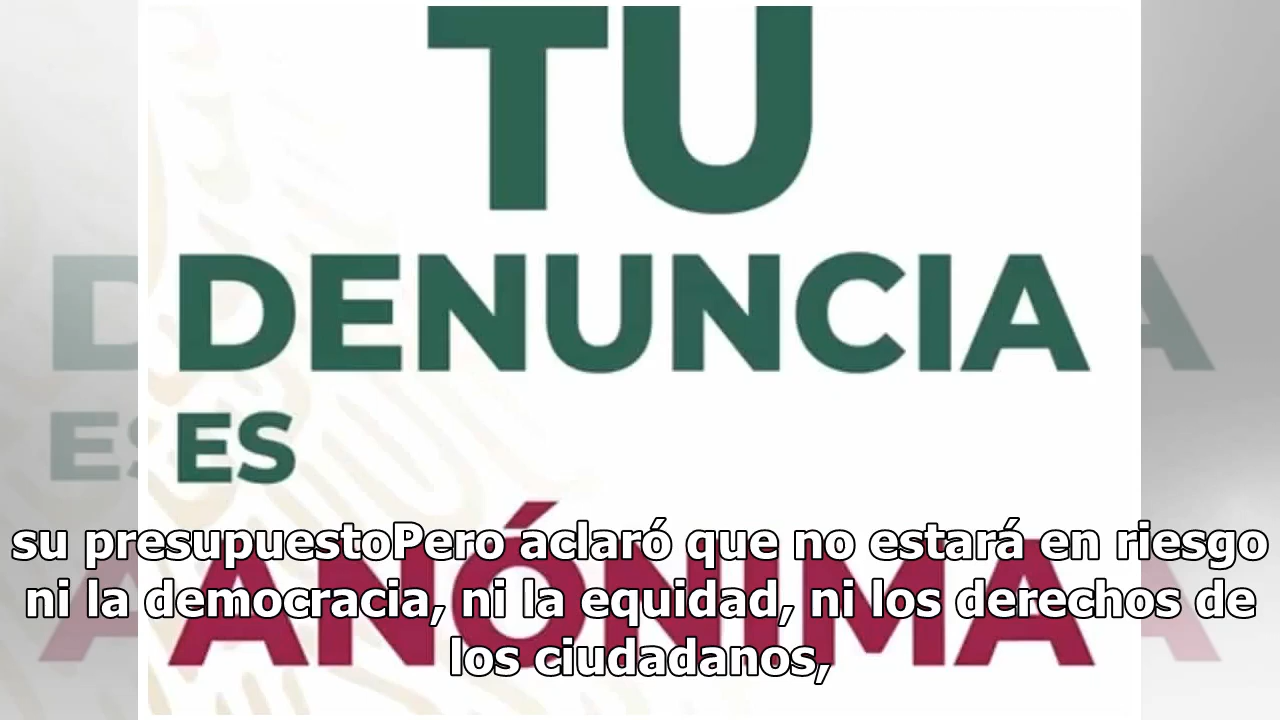 TU
DENUNCIA
ES
ANÓNIMA
su presupuestoPero aclaró que no estará en riesgo
ni la democracia, ni la equidad, ni los derechos de
los ciudadanos,